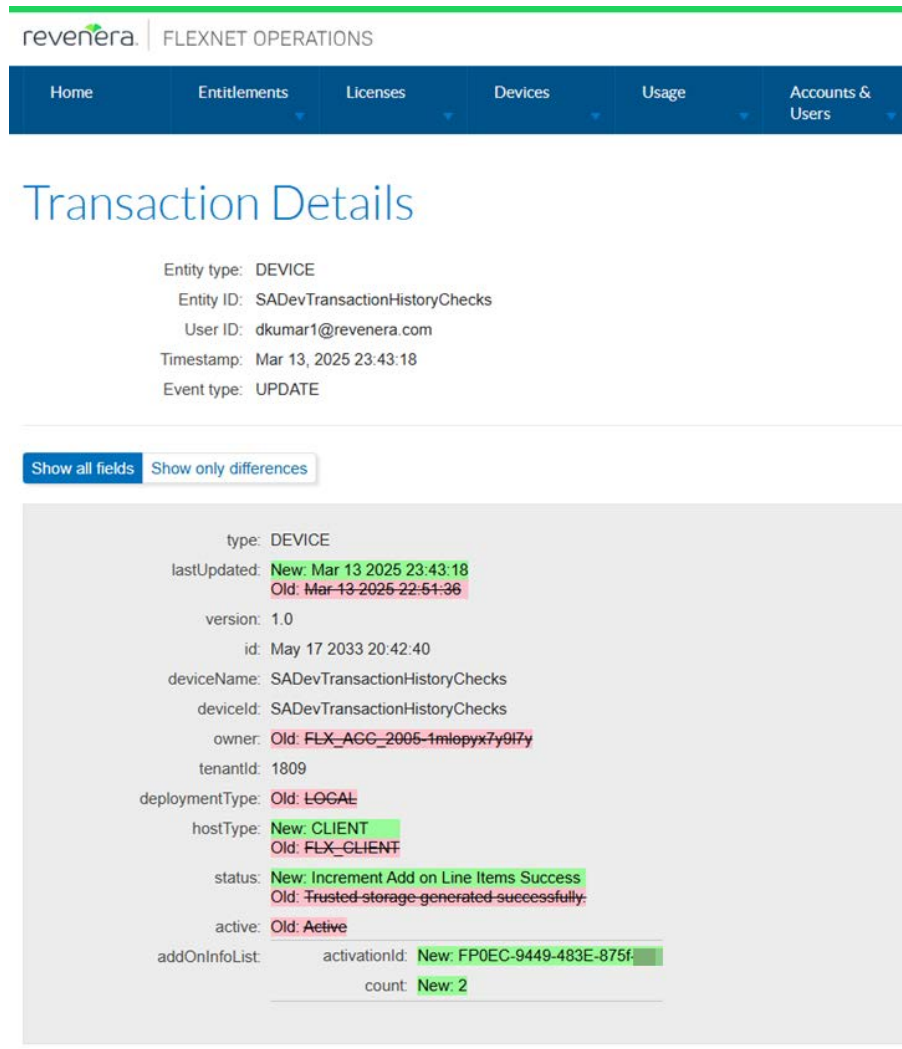 revenera. FLEXNET OPERATIONS
Home Entitlements Licenses Devices Usage Accounts & Users
Transaction Details
Entity type: DEVICE
Entity ID: SADevTransactionHistoryChecks
User ID: dkumar1@revenera.com
Timestamp: Mar 13, 2025 23:43:18
Event type: UPDATE
Show all fields Show only differences
type: DEVICE
lastUpdated: New: Mar 13 2025 23:43:18
Old: Mar 13 2025 22:51:36
version: 1.0
id: May 17 2033 20:42:40
deviceName: SADevTransactionHistoryChecks
deviceId: SADevTransactionHistoryChecks
owner: Old: FLX_ACC_2005-1mlopyx7y9l7y
tenantId: 1809
deploymentType: Old: LOCAL
hostType: New: CLIENT
Old: FLX_CLIENT
status: New: Increment Add on Line Items Success
Old: Trusted storage generated successfully.
active: Old: Active
addOnInfoList: activationId: New: FP0EC-9449-483E-875f-
count: New: 2